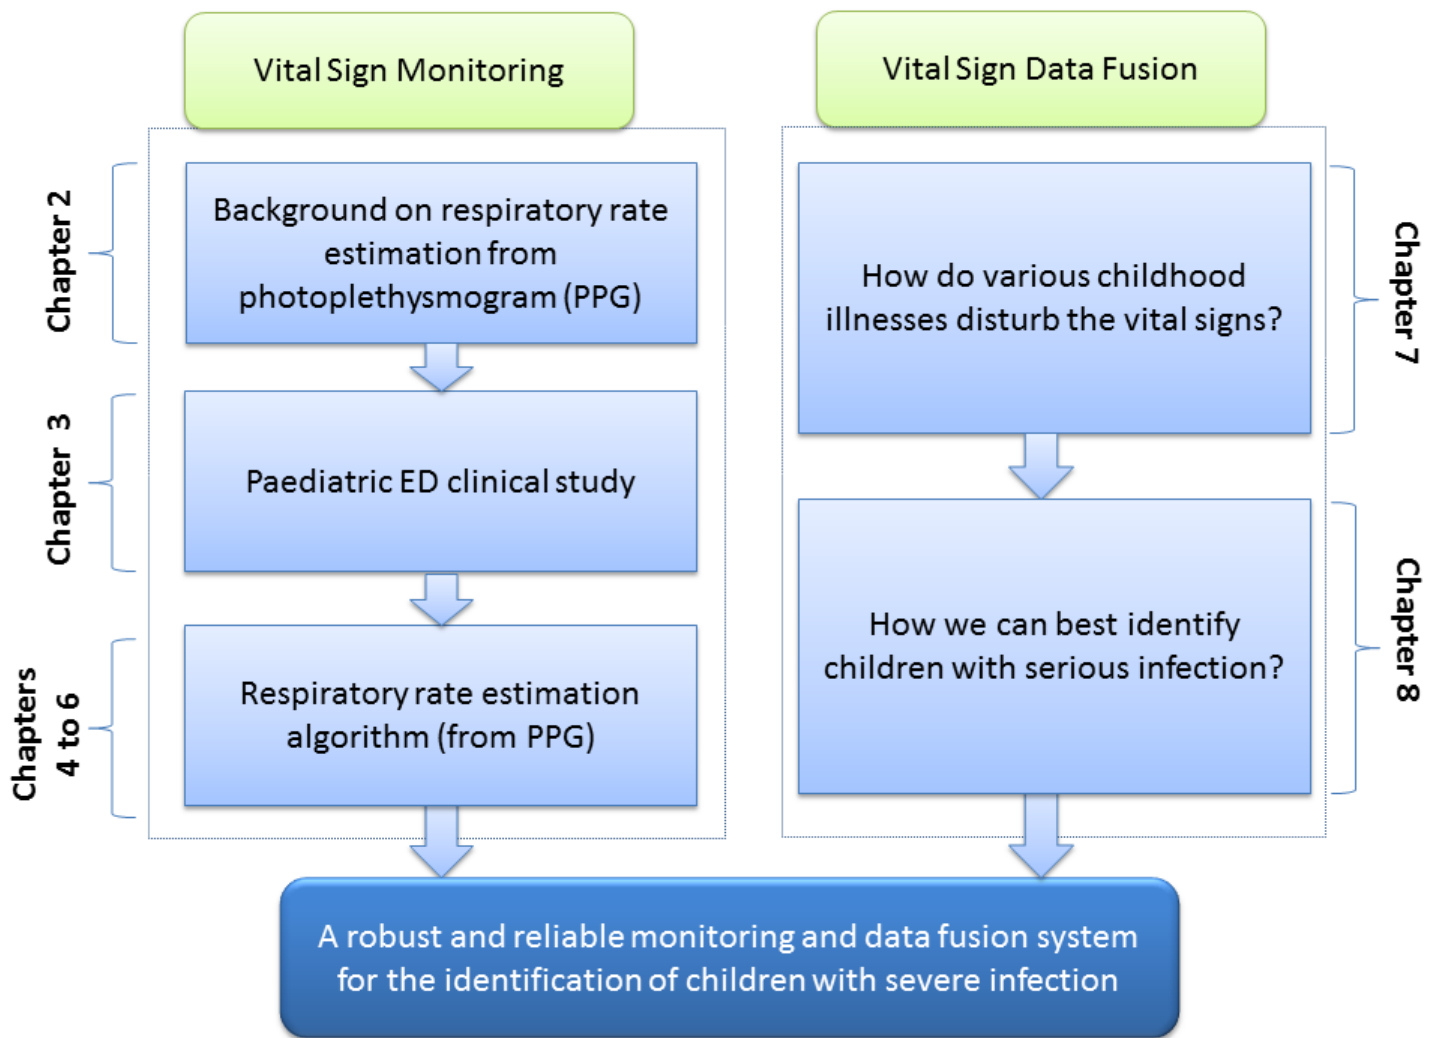 Vital Sign Monitoring
Chapter 2
Background on respiratory rate
estimation from
photoplethysmogram (PPG)
Chapter 3
Paediatric ED clinical study
Chapters
4 to 6
Respiratory rate estimation
algorithm (from PPG)
Vital Sign Data Fusion
How do various childhood
illnesses disturb the vital signs?
Chapter 7
How we can best identify
children with serious infection?
Chapter 8
A robust and reliable monitoring and data fusion system
for the identification of children with severe infection